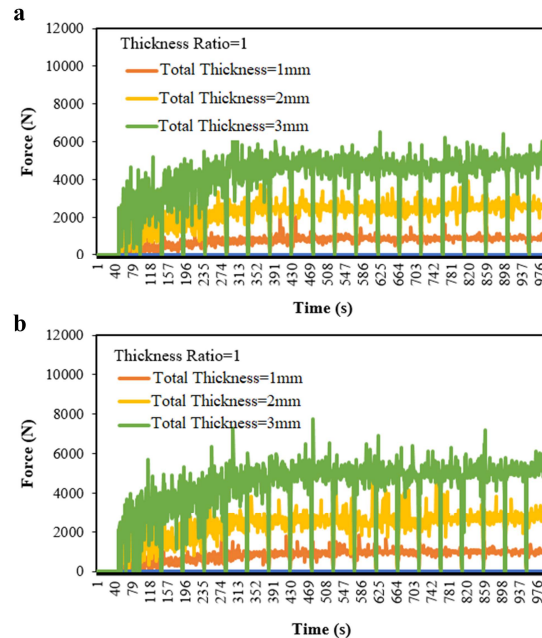 a
12000
10000
8000
6000
4000
2000
0
Force (N)
Thickness Ratio=1
Total Thickness=1mm
Total Thickness=2mm
Total Thickness=3mm
1 40 79 118 157 196 235 274 313 352 391 430 469 508 547 586 625 664 703 742 781 820 859 898 937 976
Time (s)
b
12000
10000
8000
6000
4000
2000
0
Force (N)
Thickness Ratio=1
Total Thickness=1mm
Total Thickness=2mm
Total Thickness=3mm
1 40 79 118 157 196 235 274 313 352 391 430 469 508 547 586 625 664 703 742 781 820 859 898 937 976
Time (s)